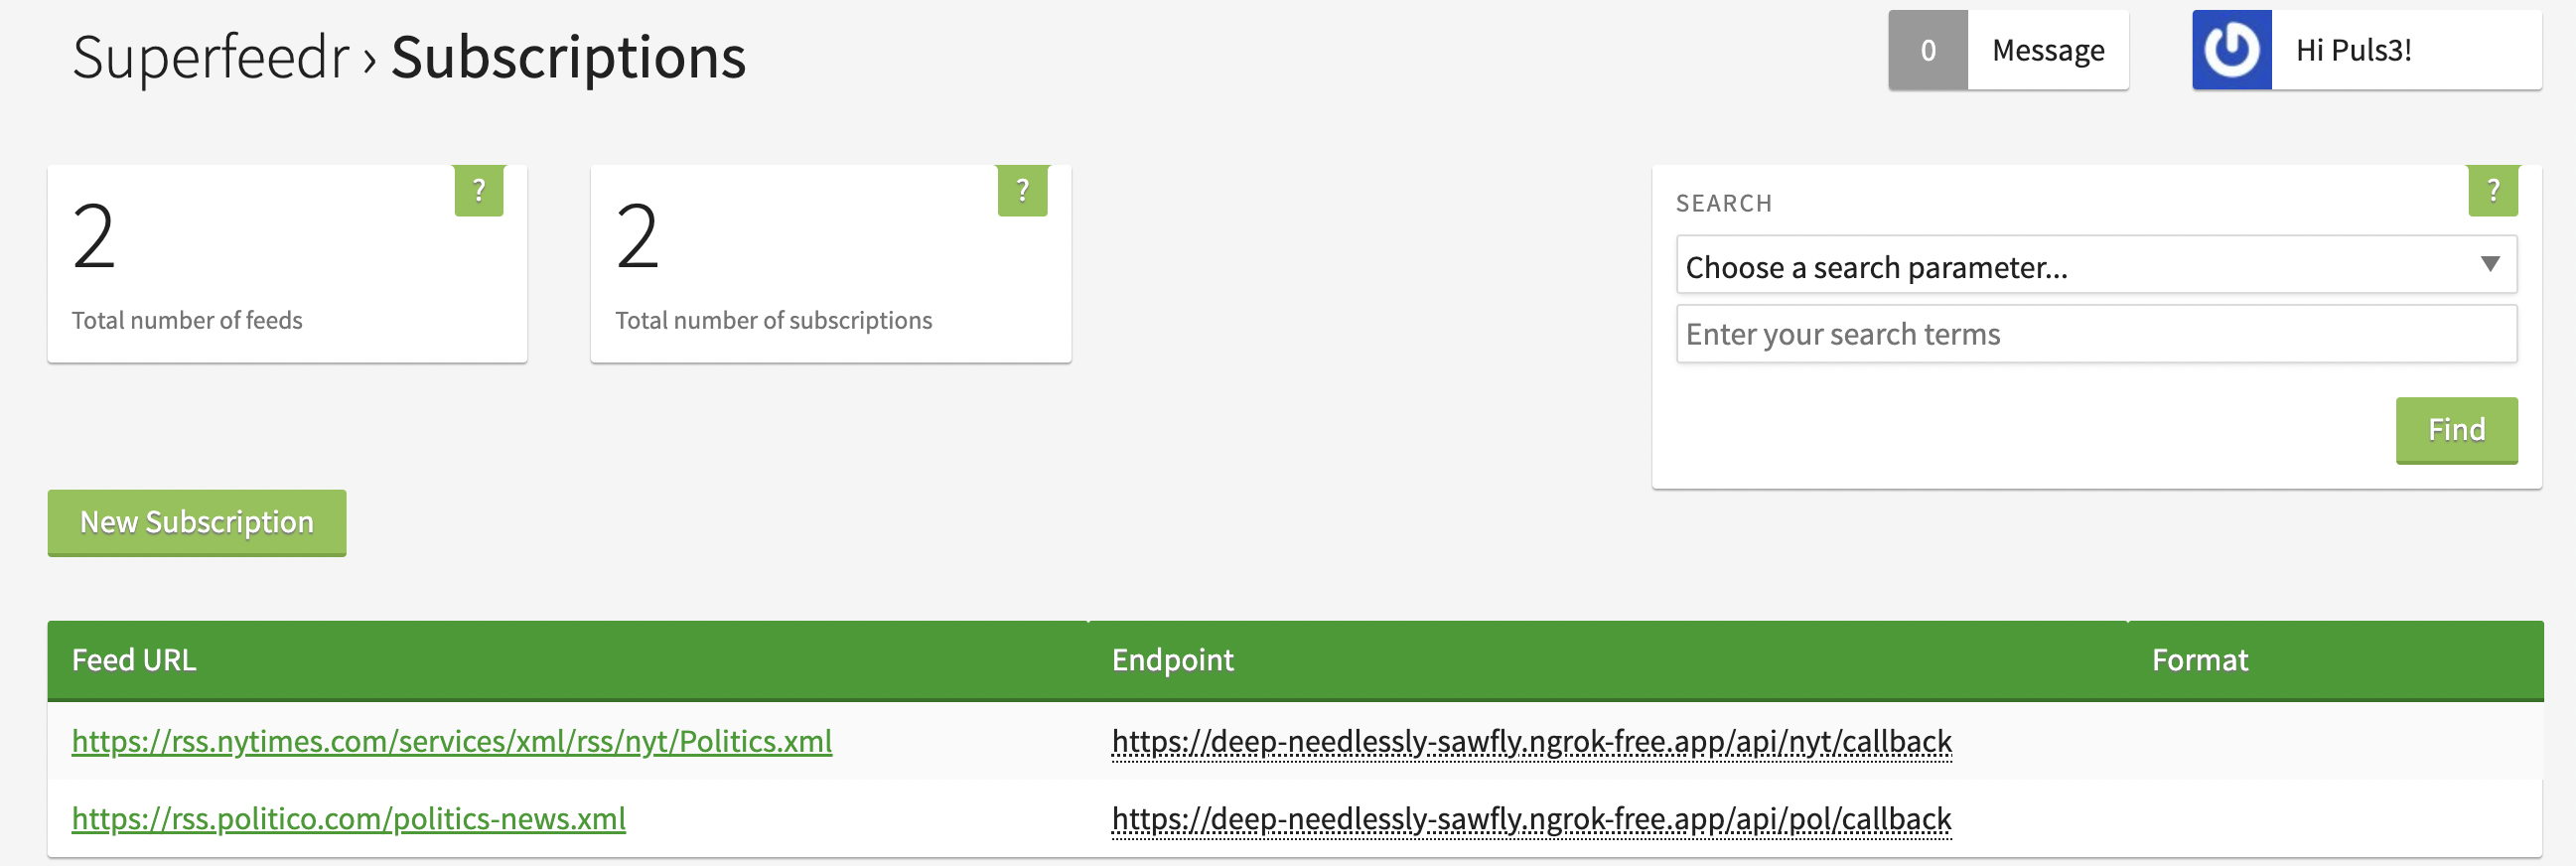 Superfeedr › Subscriptions
0 Message
Hi Puls3!
2
?
Total number of feeds
2
?
Total number of subscriptions
SEARCH
?
Choose a search parameter...
Enter your search terms
Find
New Subscription
Feed URL Endpoint Format
https://rss.nytimes.com/services/xml/rss/nyt/Politics.xml https://deep-needlessly-sawfly.ngrok-free.app/api/nyt/callback
https://rss.politico.com/politics-news.xml https://deep-needlessly-sawfly.ngrok-free.app/api/pol/callback